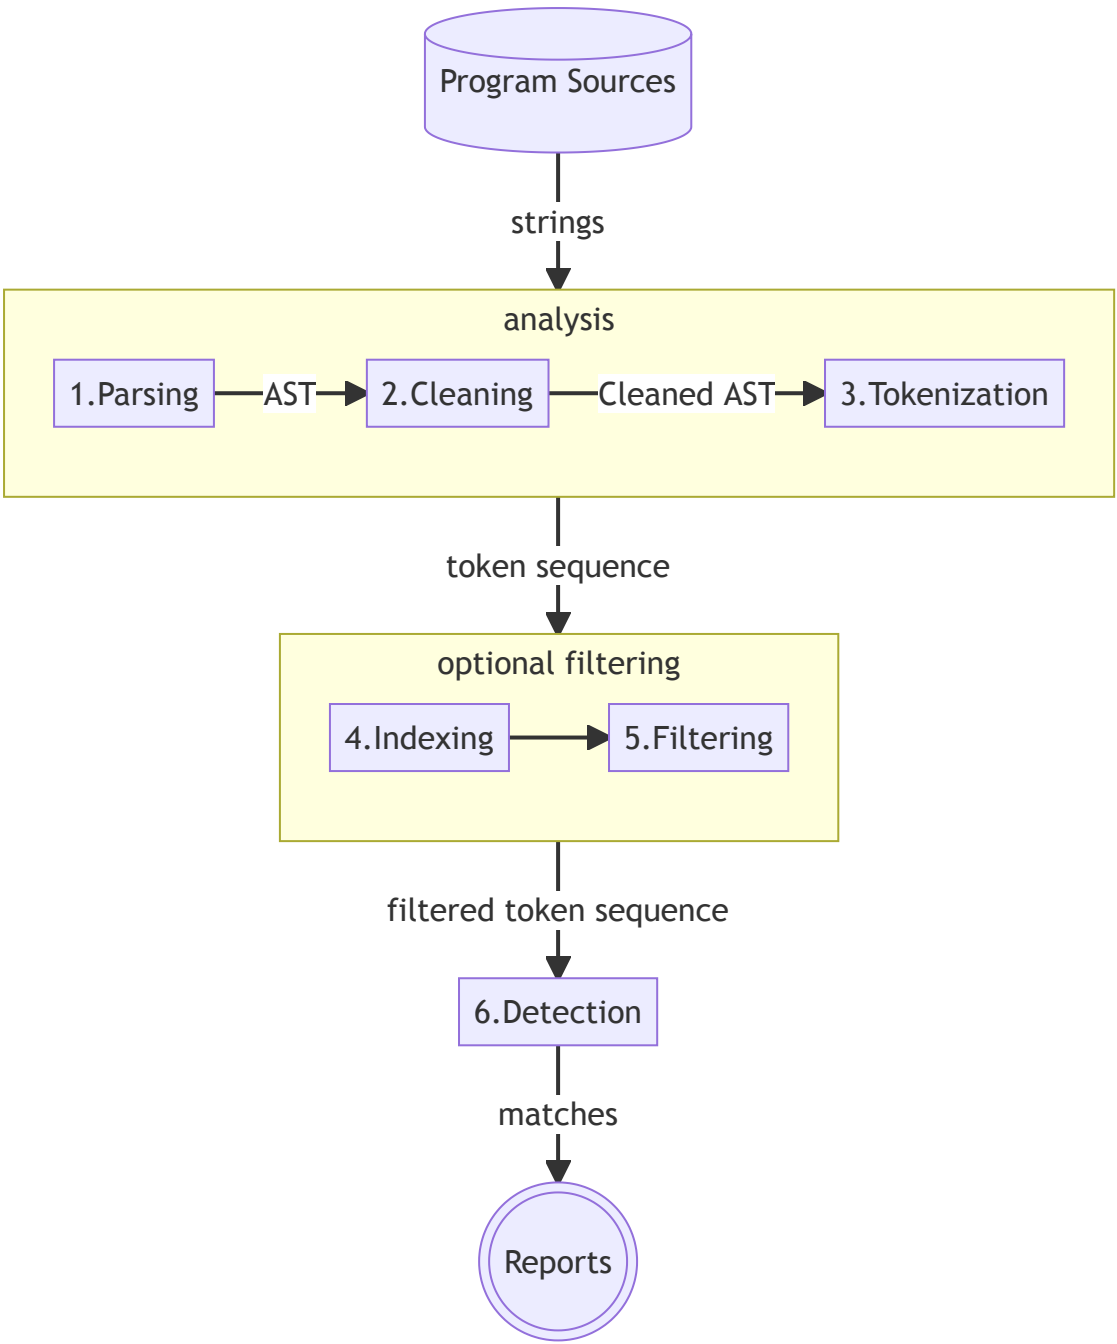 Program Sources
strings
analysis
1.Parsing
AST
2.Cleaning
Cleaned AST
3.Tokenization
token sequence
optional filtering
4.Indexing
5.Filtering
filtered token sequence
6.Detection
matches
Reports